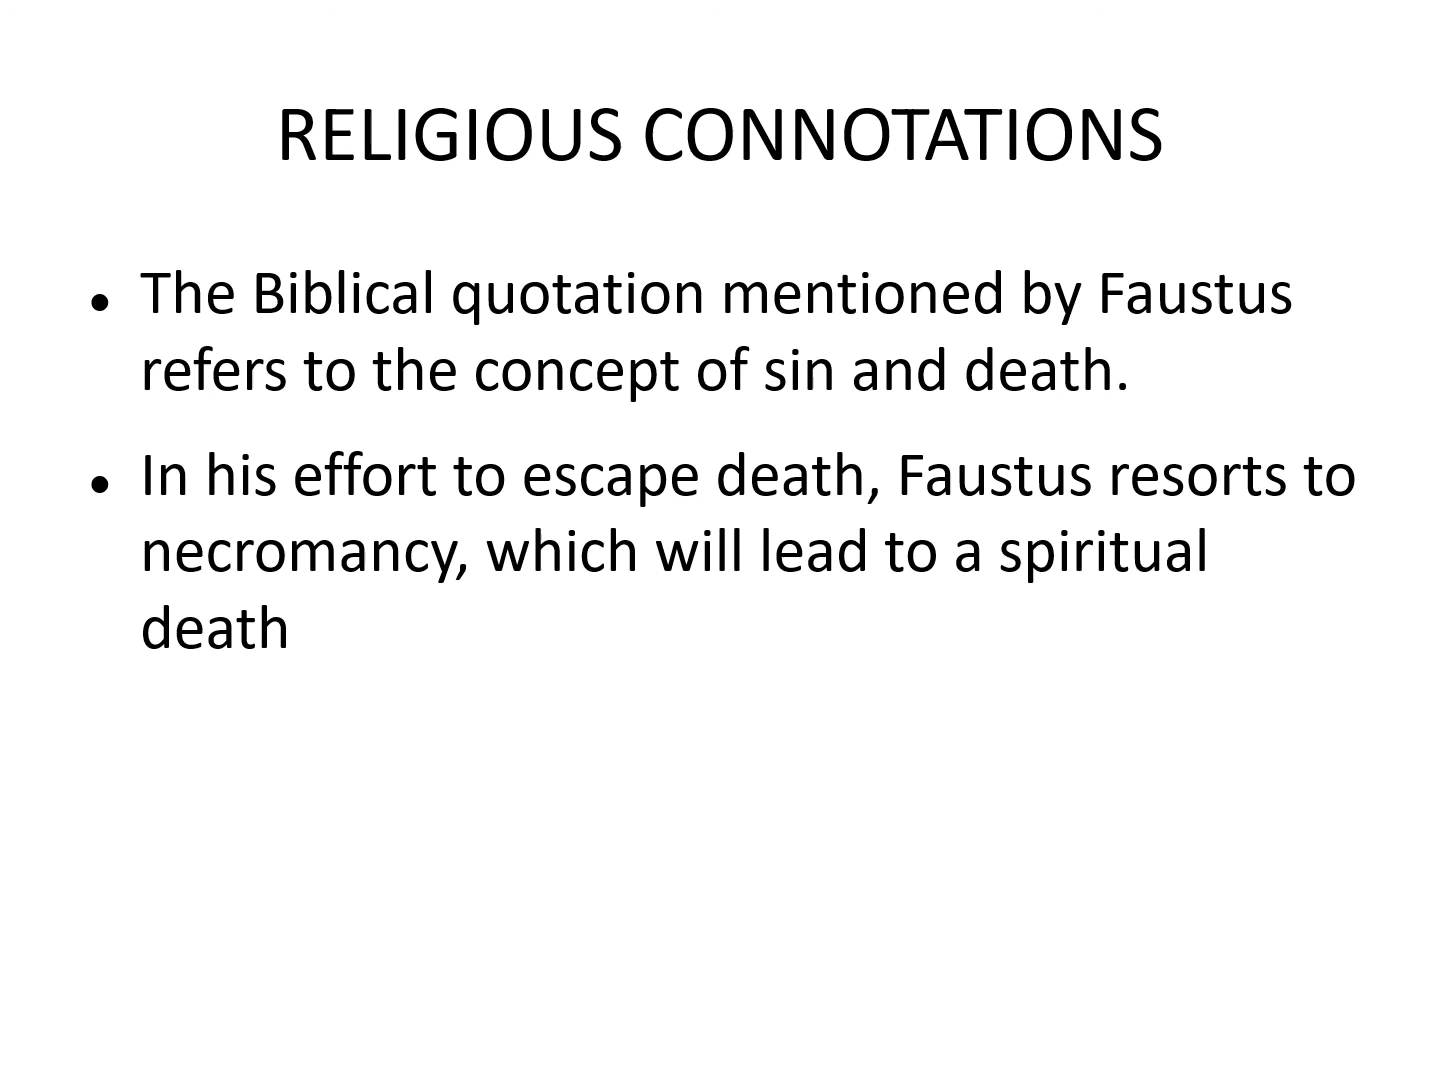 RELIGIOUS CONNOTATIONS
● The Biblical quotation mentioned by Faustus
refers to the concept of sin and death.
● In his effort to escape death, Faustus resorts to
necromancy, which will lead to a spiritual
death